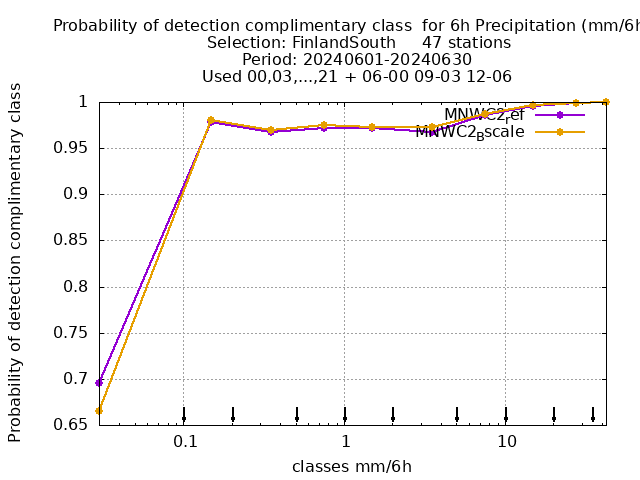 Probability of detection complimentary class  for 6h Precipitation (mm/6h
Selection: FinlandSouth     47 stations
Period: 20240601-20240630
Used 00,03,...,21 + 06-00 09-03 12-06
Probability of detection complimentary class
1
0.95
0.9
0.85
0.8
0.75
0.7
0.65
MNWC2ref
MNWC2Bscale
0.1
1
10
classes mm/6h